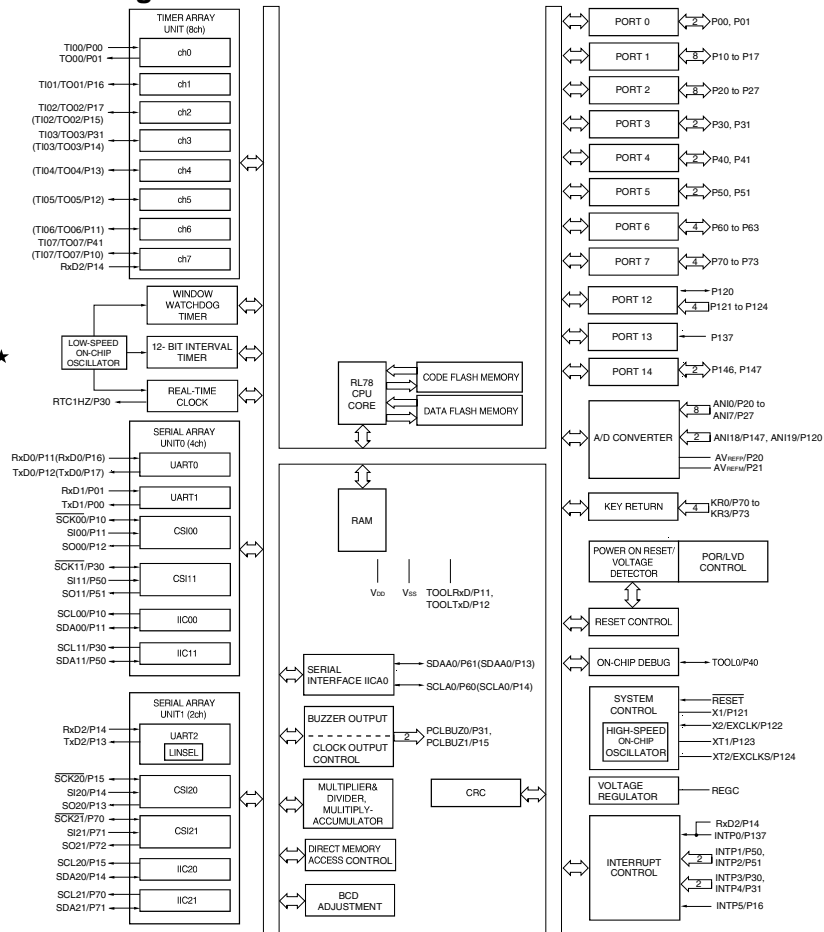 TIMER ARRAY
UNIT (8ch)
TI00/P00
TO00/P01
ch0
TI01/TO01/P16
ch1
TI02/TO02/P17
(TI02/TO02/P15)
ch2
TI03/TO03/P31
(TI03/TO03/P14)
ch3
(TI04/TO04/P13)
ch4
(TI05/TO05/P12)
ch5
(TI06/TO06/P11)
ch6
TI07/TO07/P41
(TI07/TO07/P10)
RxD2/P14
ch7
WINDOW
WATCHDOG
TIMER
★
LOW-SPEED
ON-CHIP
OSCILLATOR
12- BIT INTERVAL
TIMER
RTC1HZ/P30
REAL-TIME
CLOCK
SERIAL ARRAY
UNIT0 (4ch)
RxD0/P11(RxD0/P16)
TxD0/P12(TxD0/P17)
UART0
RxD1/P01
TxD1/P00
UART1
SCK00/P10
SI00/P11
SO00/P12
CSI00
SCK11/P30
SI11/P50
SO11/P51
CSI11
SCL00/P10
SDA00/P11
IIC00
SCL11/P30
SDA11/P50
IIC11
SERIAL ARRAY
UNIT1 (2ch)
RxD2/P14
TxD2/P13
UART2
LINSEL
SCK20/P15
SI20/P14
SO20/P13
CSI20
SCK21/P70
SI21/P71
SO21/P72
CSI21
SCL20/P15
SDA20/P14
IIC20
SCL21/P70
SDA21/P71
IIC21
RL78
CPU
CORE
CODE FLASH MEMORY
DATA FLASH MEMORY
RAM
VDD
VSS
TOOLRxD/P11,
TOOLTxD/P12
SERIAL
INTERFACE IICA0
SDAA0/P61(SDAA0/P13)
SCLA0/P60(SCLA0/P14)
BUZZER OUTPUT
CLOCK OUTPUT
CONTROL
2
PCLBUZ0/P31,
PCLBUZ1/P15
MULTIPLIER&
DIVIDER,
MULITIPLY-
ACCUMULATOR
CRC
DIRECT MEMORY
ACCESS CONTROL
BCD
ADJUSTMENT
PORT 0
2
P00, P01
PORT 1
8
P10 to P17
PORT 2
8
P20 to P27
PORT 3
2
P30, P31
PORT 4
2
P40, P41
PORT 5
2
P50, P51
PORT 6
4
P60 to P63
PORT 7
4
P70 to P73
PORT 12
P120
4
P121 to P124
PORT 13
P137
PORT 14
2
P146, P147
A/D CONVERTER
8
ANI0/P20 to
ANI7/P27
2
ANI18/P147, ANI19/P120
AVREFP/P20
AVREFM/P21
KEY RETURN
4
KR0/P70 to
KR3/P73
POWER ON RESET/
VOLTAGE
DETECTOR
POR/LVD
CONTROL
RESET CONTROL
ON-CHIP DEBUG
TOOL0/P40
SYSTEM
CONTROL
HIGH-SPEED
ON-CHIP
OSCILLATOR
RESET
X1/P121
X2/EXCLK/P122
XT1/P123
XT2/EXCLKS/P124
VOLTAGE
REGULATOR
REGC
INTERRUPT
CONTROL
RxD2/P14
INTP0/P137
2
INTP1/P50,
INTP2/P51
2
INTP3/P30,
INTP4/P31
INTP5/P16